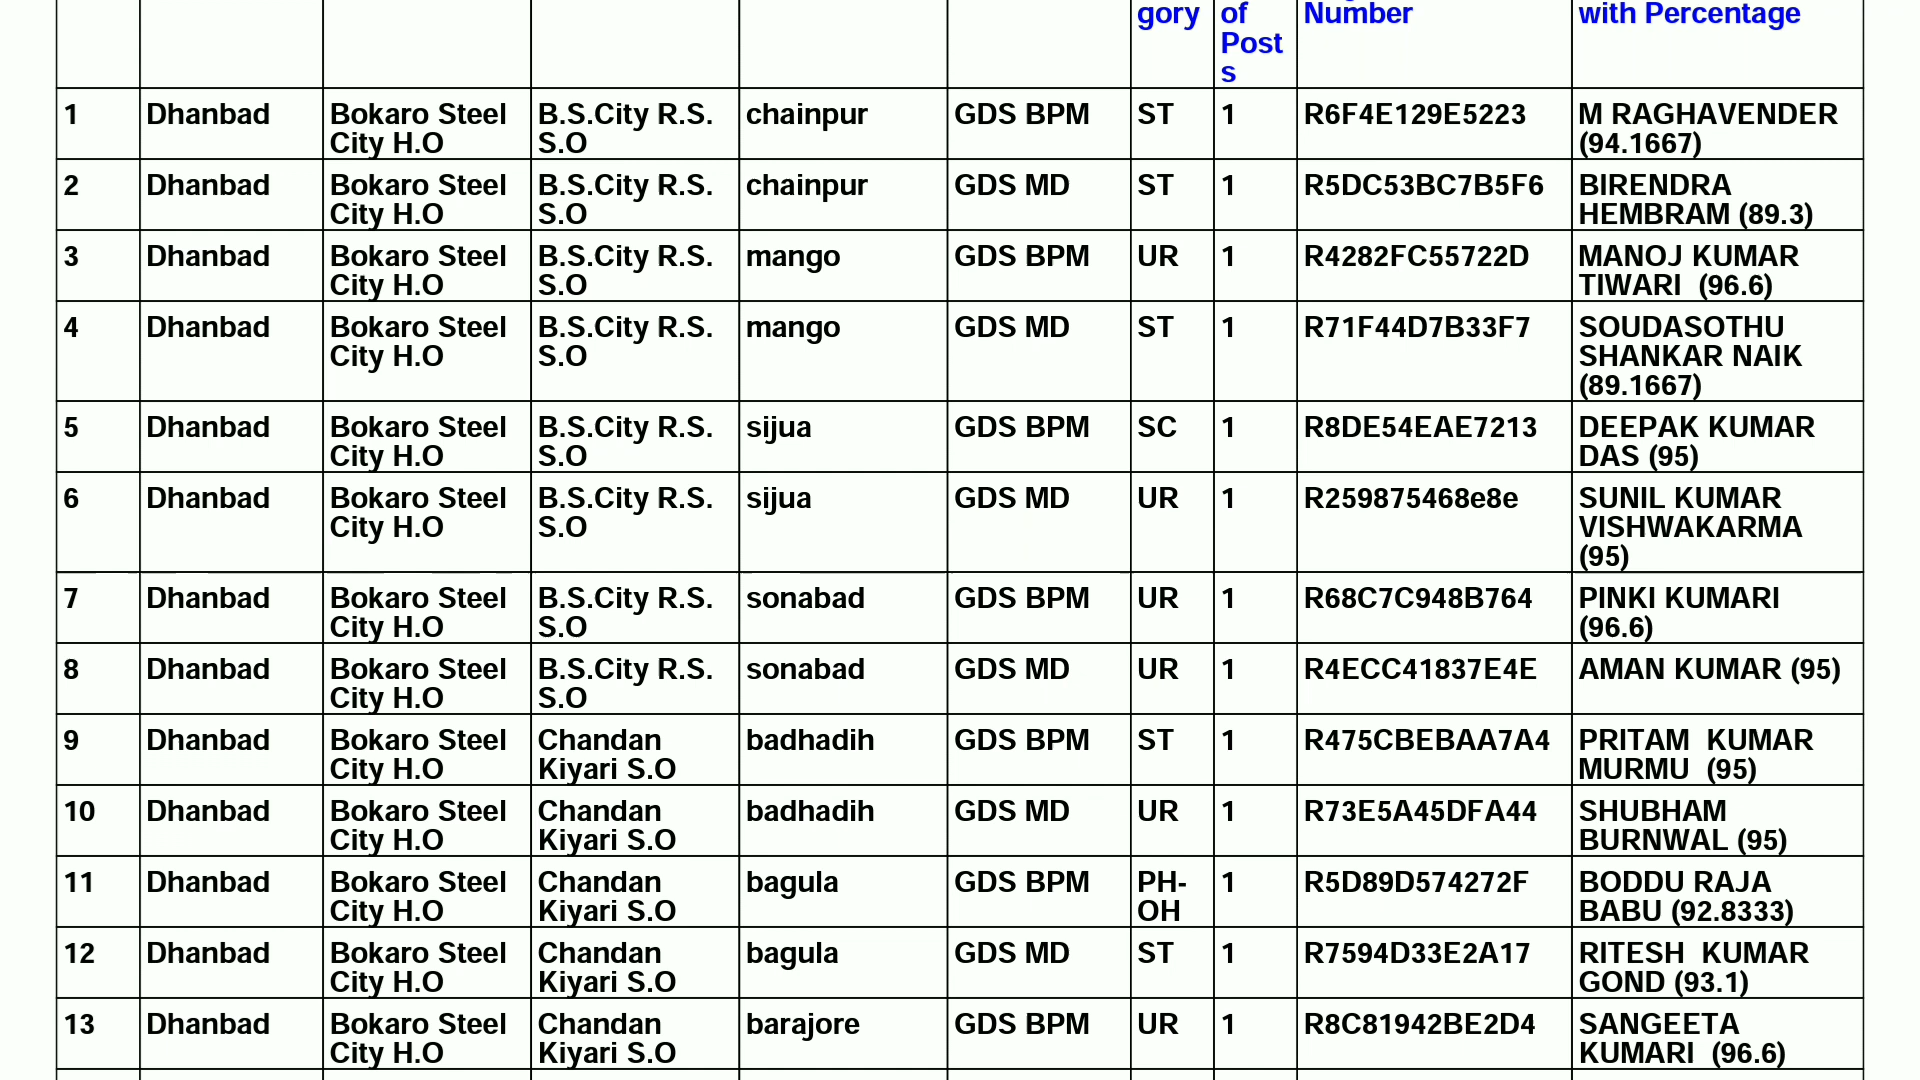 gory of Number with Percentage
Post
s
1 Dhanbad Bokaro Steel B.S.City R.S. chainpur GDS BPM ST 1 R6F4E129E5223 M RAGHAVENDER
City H.O S.O (94.1667)
2 Dhanbad Bokaro Steel B.S.City R.S. chainpur GDS MD ST 1 R5DC53BC7B5F6 BIRENDRA
City H.O S.O HEMBRAM (89.3)
3 Dhanbad Bokaro Steel B.S.City R.S. mango GDS BPM UR 1 R4282FC55722D MANOJ KUMAR
City H.O S.O TIWARI (96.6)
4 Dhanbad Bokaro Steel B.S.City R.S. mango GDS MD ST 1 R71F44D7B33F7 SOUDASOTHU
City H.O S.O SHANKAR NAIK
(89.1667)
5 Dhanbad Bokaro Steel B.S.City R.S. sijua GDS BPM SC 1 R8DE54EAE7213 DEEPAK KUMAR
City H.O S.O DAS (95)
6 Dhanbad Bokaro Steel B.S.City R.S. sijua GDS MD UR 1 R259875468e8e SUNIL KUMAR
City H.O S.O VISHWAKARMA
(95)
7 Dhanbad Bokaro Steel B.S.City R.S. sonabad GDS BPM UR 1 R68C7C948B764 PINKI KUMARI
City H.O S.O (96.6)
8 Dhanbad Bokaro Steel B.S.City R.S. sonabad GDS MD UR 1 R4ECC41837E4E AMAN KUMAR (95)
City H.O S.O
9 Dhanbad Bokaro Steel Chandan badhadih GDS BPM ST 1 R475CBEBAA7A4 PRITAM KUMAR
City H.O Kiyari S.O MURMU (95)
10 Dhanbad Bokaro Steel Chandan badhadih GDS MD UR 1 R73E5A45DFA44 SHUBHAM
City H.O Kiyari S.O BURNWAL (95)
11 Dhanbad Bokaro Steel Chandan bagula GDS BPM PH- 1 R5D89D574272F BODDU RAJA
City H.O Kiyari S.O OH BABU (92.8333)
12 Dhanbad Bokaro Steel Chandan bagula GDS MD ST 1 R7594D33E2A17 RITESH KUMAR
City H.O Kiyari S.O GOND (93.1)
13 Dhanbad Bokaro Steel Chandan barajore GDS BPM UR 1 R8C81942BE2D4 SANGEETA
City H.O Kiyari S.O KUMARI (96.6)